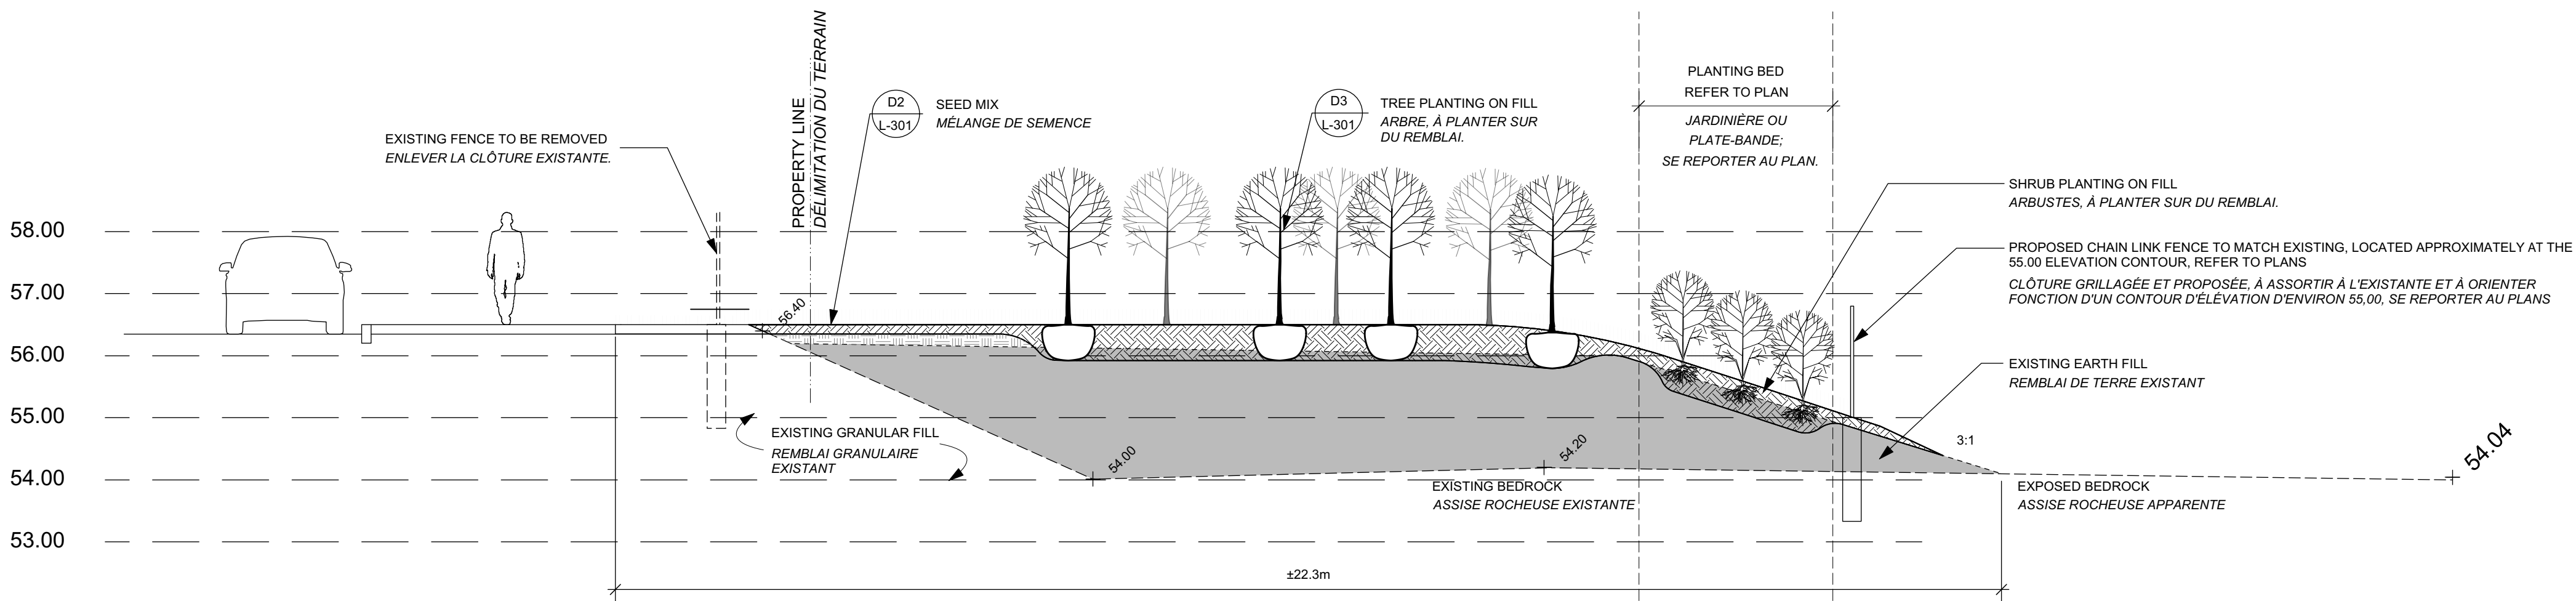 PROPERTY LINE
DÉLIMITATION DU TERRAIN
EXISTING FENCE TO BE REMOVED
ENLEVER LA CLÔTURE EXISTANTE.
D2
L-301
SEED MIX
MÉLANGE DE SEMENCE
D3
L-301
TREE PLANTING ON FILL
ARBRE, À PLANTER SUR
DU REMBLAI.
PLANTING BED
REFER TO PLAN
JARDINIÈRE OU
PLATE-BANDE;
SE REPORTER AU PLAN.
SHRUB PLANTING ON FILL
ARBUSTES, À PLANTER SUR DU REMBLAI.
PROPOSED CHAIN LINK FENCE TO MATCH EXISTING, LOCATED APPROXIMATELY AT THE
55.00 ELEVATION CONTOUR, REFER TO PLANS
CLÔTURE GRILLAGÉE ET PROPOSÉE, À ASSORTIR À L'EXISTANTE ET À ORIENTER
FONCTION D'UN CONTOUR D'ÉLÉVATION D'ENVIRON 55,00, SE REPORTER AU PLANS
EXISTING EARTH FILL
REMBLAI DE TERRE EXISTANT
58.00
57.00
56.00
55.00
54.00
53.00
56.40
EXISTING GRANULAR FILL
REMBLAI GRANULAIRE
EXISTANT
54.00
54.20
3:1
54.04
EXISTING BEDROCK
ASSISE ROCHEUSE EXISTANTE
EXPOSED BEDROCK
ASSISE ROCHEUSE APPARENTE
±22.3m